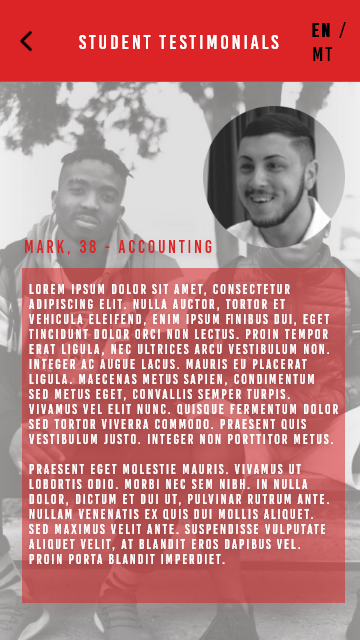 STUDENT TESTIMONIALS
EN /
MT
MARK, 38 - ACCOUNTING
LOREM IPSUM DOLOR SIT AMET, CONSECTETUR
ADIPISCING ELIT. NULLA AUCTOR, TORTOR ET
VEHICULA ELEIFEND, ENIM IPSUM FINIBUS DUI, EGET
TINCIDUNT DOLOR ORCI NON LECTUS. PROIN TEMPOR
ERAT LIGULA, NEC ULTRICES ARCU VESTIBULUM NON.
INTEGER AC AUGUE LACUS. MAURIS EU PLACERAT
LIGULA. MAECENAS METUS SAPIEN, CONDIMENTUM
SED METUS EGET, CONVALLIS SEMPER TURPIS.
VIVAMUS VEL ELIT NUNC. QUISQUE FERMENTUM DOLOR
SED TORTOR VIVERRA COMMODO. PRAESENT QUIS
VESTIBULUM JUSTO. INTEGER NON PORTTITOR METUS.
PRAESENT EGET MOLESTIE MAURIS. VIVAMUS UT
LOBORTIS ODIO. MORBI NEC SEM NIBH. IN NULLA
DOLOR, DICTUM ET DUI UT, PULVINAR RUTRUM ANTE.
NULLAM VENENATIS EX QUIS DUI MOLLIS ALIQUET.
SED MAXIMUS VELIT ANTE. SUSPENDISSE VULPUTATE
ALIQUET VELIT, AT BLANDIT EROS DAPIBUS VEL.
PROIN PORTA BLANDIT IMPERDIET.